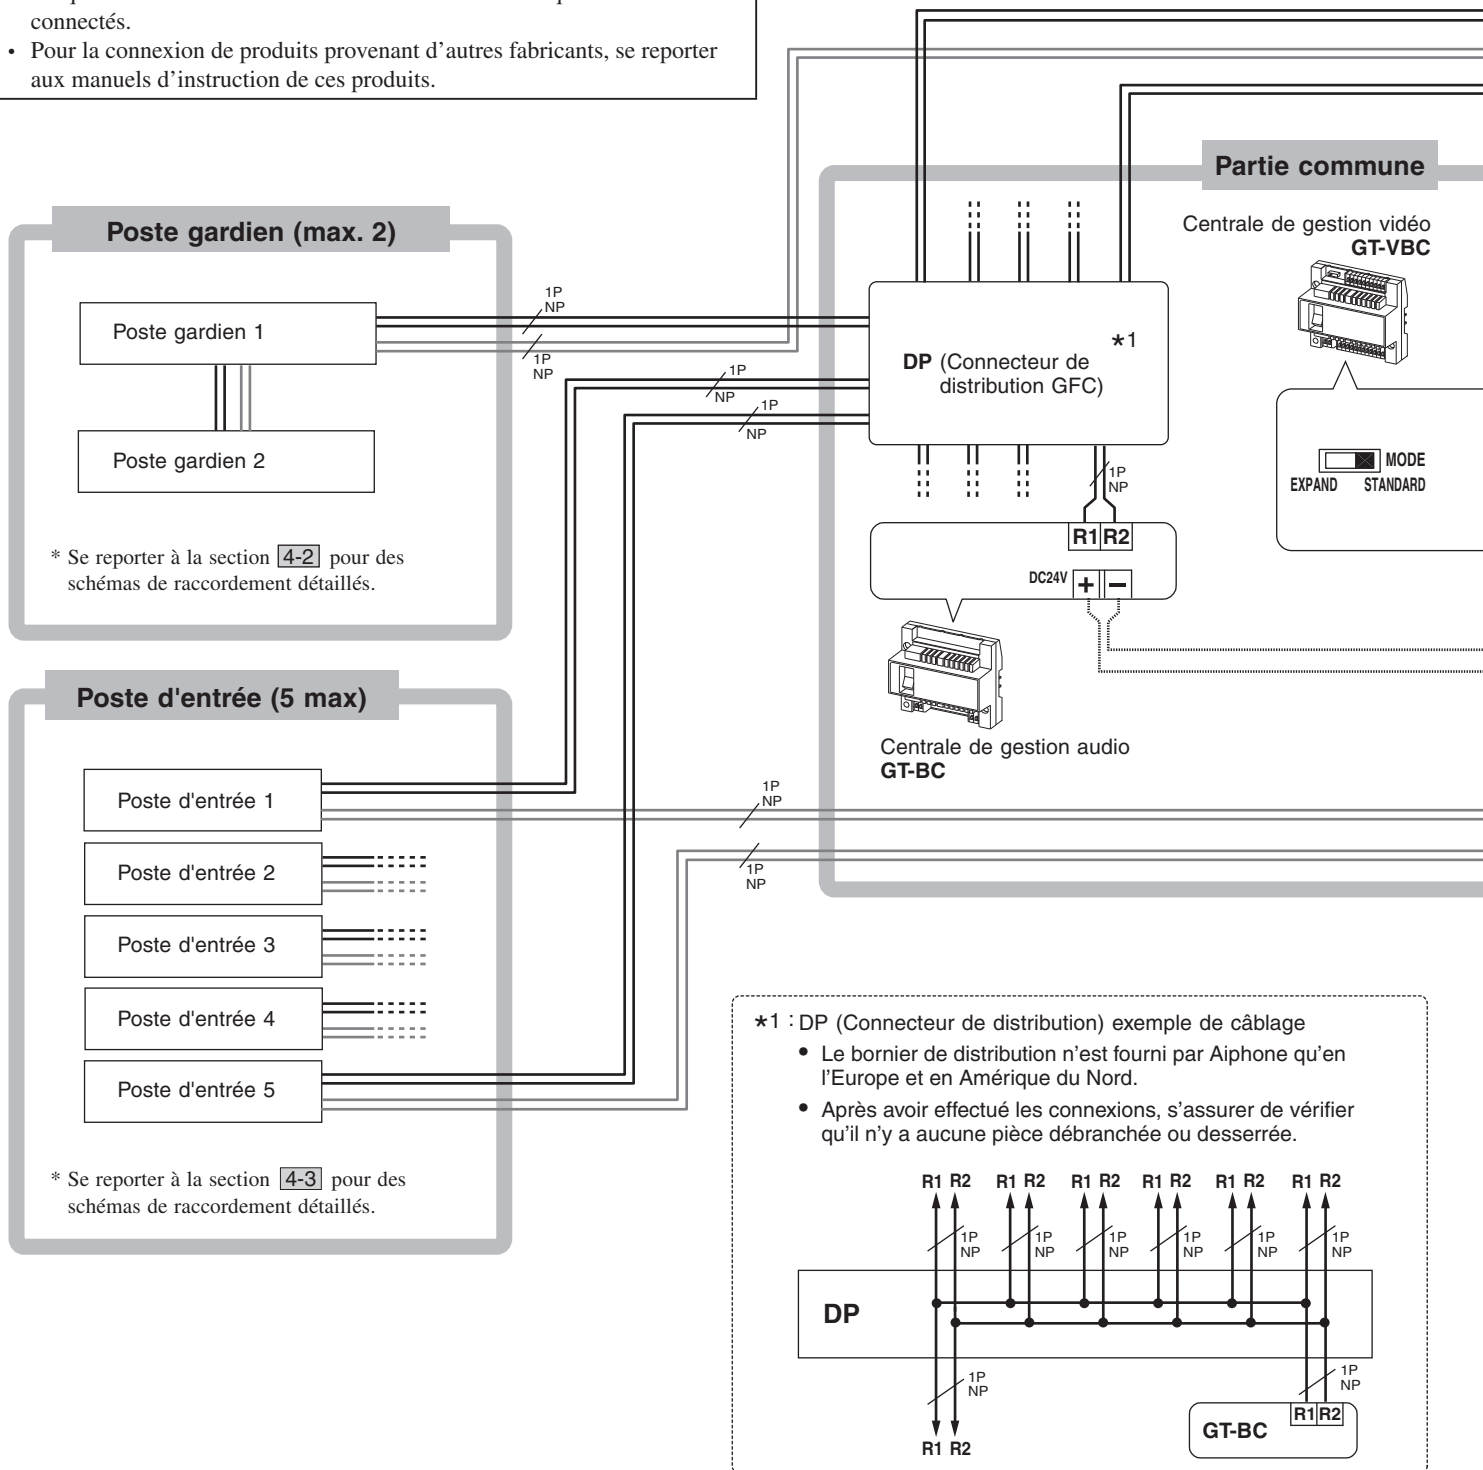 connectés.
• Pour la connexion de produits provenant d’autres fabricants, se reporter
aux manuels d’instruction de ces produits.
Partie commune
Centrale de gestion vidéo
GT-VBC
MODE
EXPAND STANDARD
Poste gardien (max. 2)
Poste gardien 1
Poste gardien 2
* Se reporter à la section 4-2 pour des
schémas de raccordement détaillés.
1P
NP
1P
NP
1P
NP
1P
NP
*1
DP (Connecteur de
distribution GFC)
1P
NP
R1 R2
DC24V + −
Centrale de gestion audio
GT-BC
Poste d'entrée (5 max)
Poste d'entrée 1
Poste d'entrée 2
Poste d'entrée 3
Poste d'entrée 4
Poste d'entrée 5
* Se reporter à la section 4-3 pour des
schémas de raccordement détaillés.
1P
NP
1P
NP
*1 : DP (Connecteur de distribution) exemple de câblage
• Le bornier de distribution n’est fourni par Aiphone qu’en
l’Europe et en Amérique du Nord.
• Après avoir effectué les connexions, s’assurer de vérifier
qu’il n’y a aucune pièce débranchée ou desserrée.
R1 R2 R1 R2 R1 R2 R1 R2 R1 R2 R1 R2
1P 1P 1P 1P 1P 1P
NP NP NP NP NP NP
DP
1P
NP
1P
NP
R1 R2
GT-BC
R1 R2